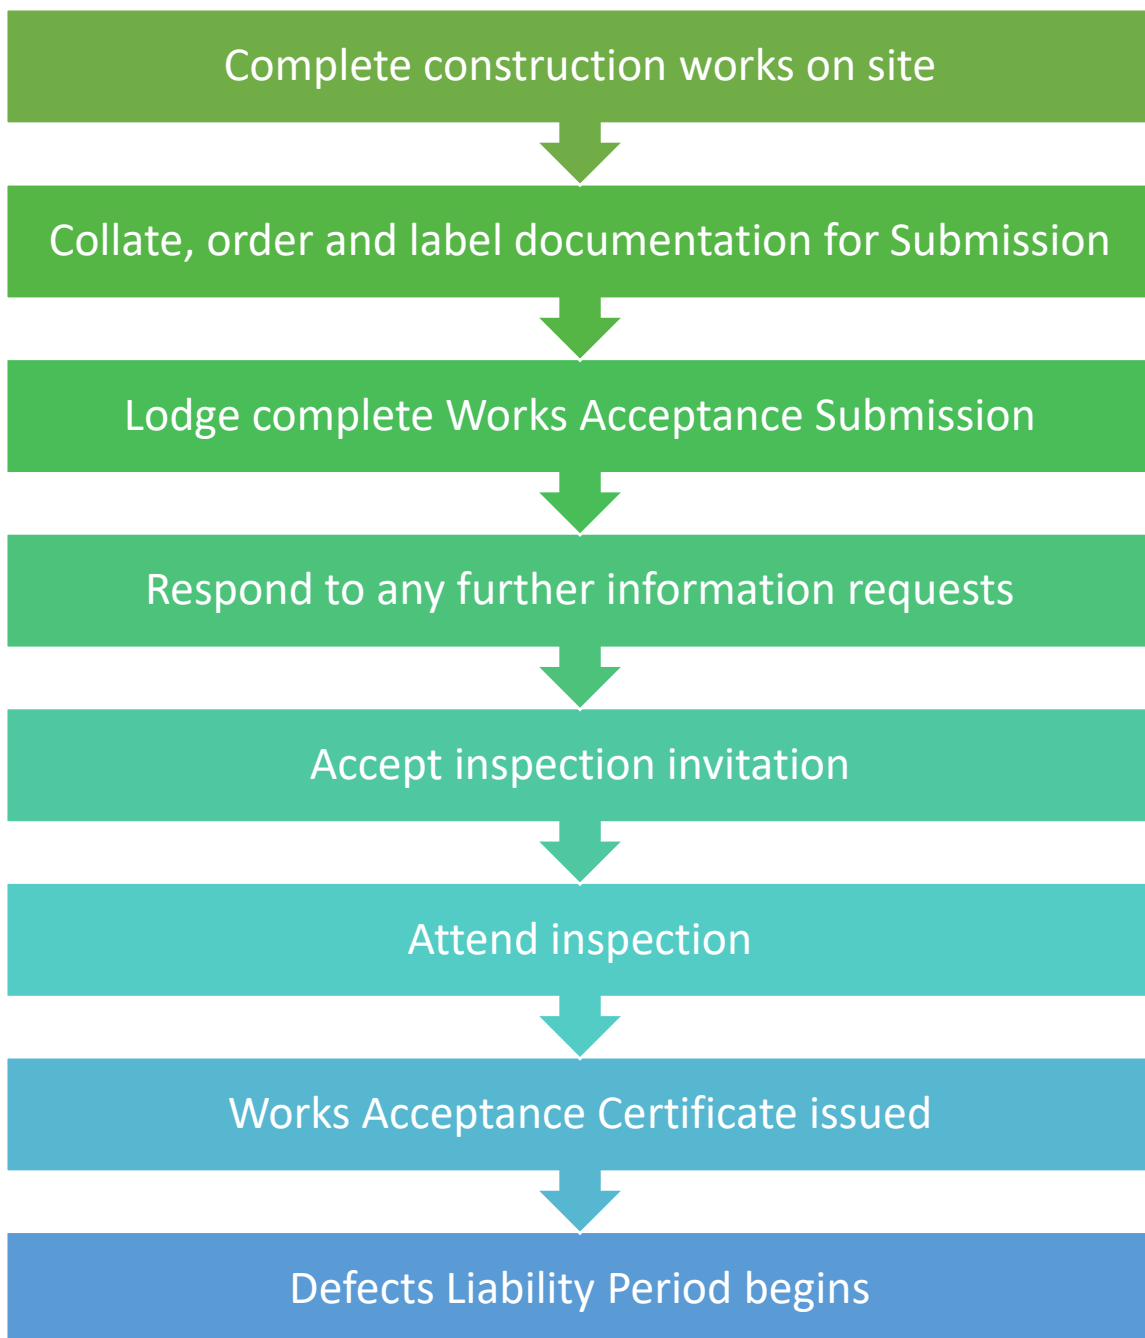 Complete construction works on site
Collate, order and label documentation for Submission
Lodge complete Works Acceptance Submission
Respond to any further information requests
Accept inspection invitation
Attend inspection
Works Acceptance Certificate issued
Defects Liability Period begins